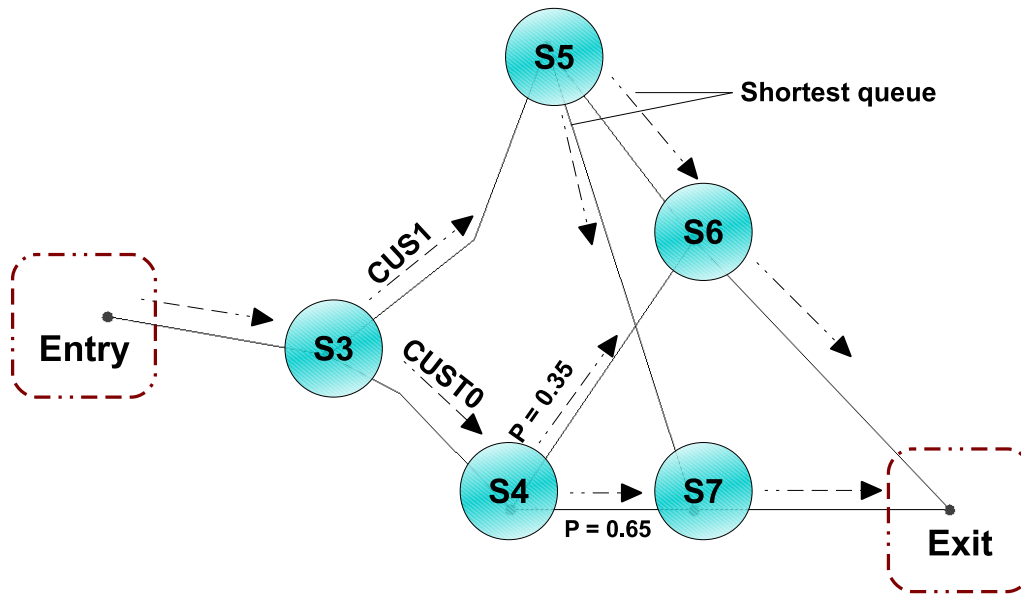 S5
Shortest queue
CUS1
S6
Entry
S3
CUST0
P = 0.35
S4
S7
P = 0.65
Exit